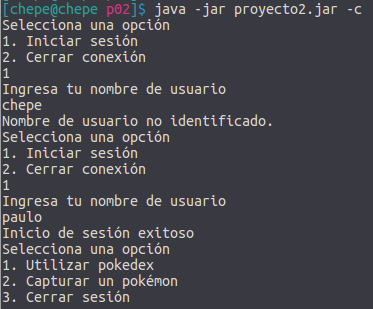 [chepe@chepe p02]$ java -jar proyecto2.jar -c
Selecciona una opción
1. Iniciar sesión
2. Cerrar conexión
1
Ingresa tu nombre de usuario
chepe
Nombre de usuario no identificado.
Selecciona una opción
1. Iniciar sesión
2. Cerrar conexión
1
Ingresa tu nombre de usuario
paulo
Inicio de sesión exitoso
Selecciona una opción
1. Utilizar pokedex
2. Capturar un pokémon
3. Cerrar sesión